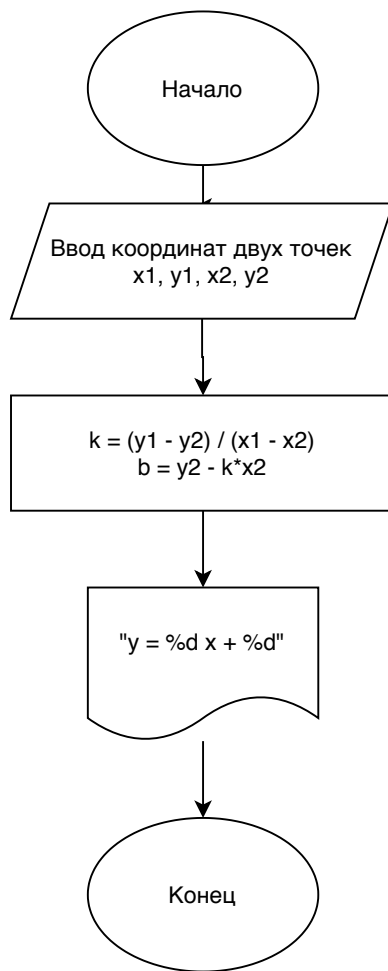 Начало
Ввод координат двух точек
x1, y1, x2, y2
k = (y1 - y2) / (x1 - x2)
b = y2 - k*x2
"y = %d x + %d"
Конец